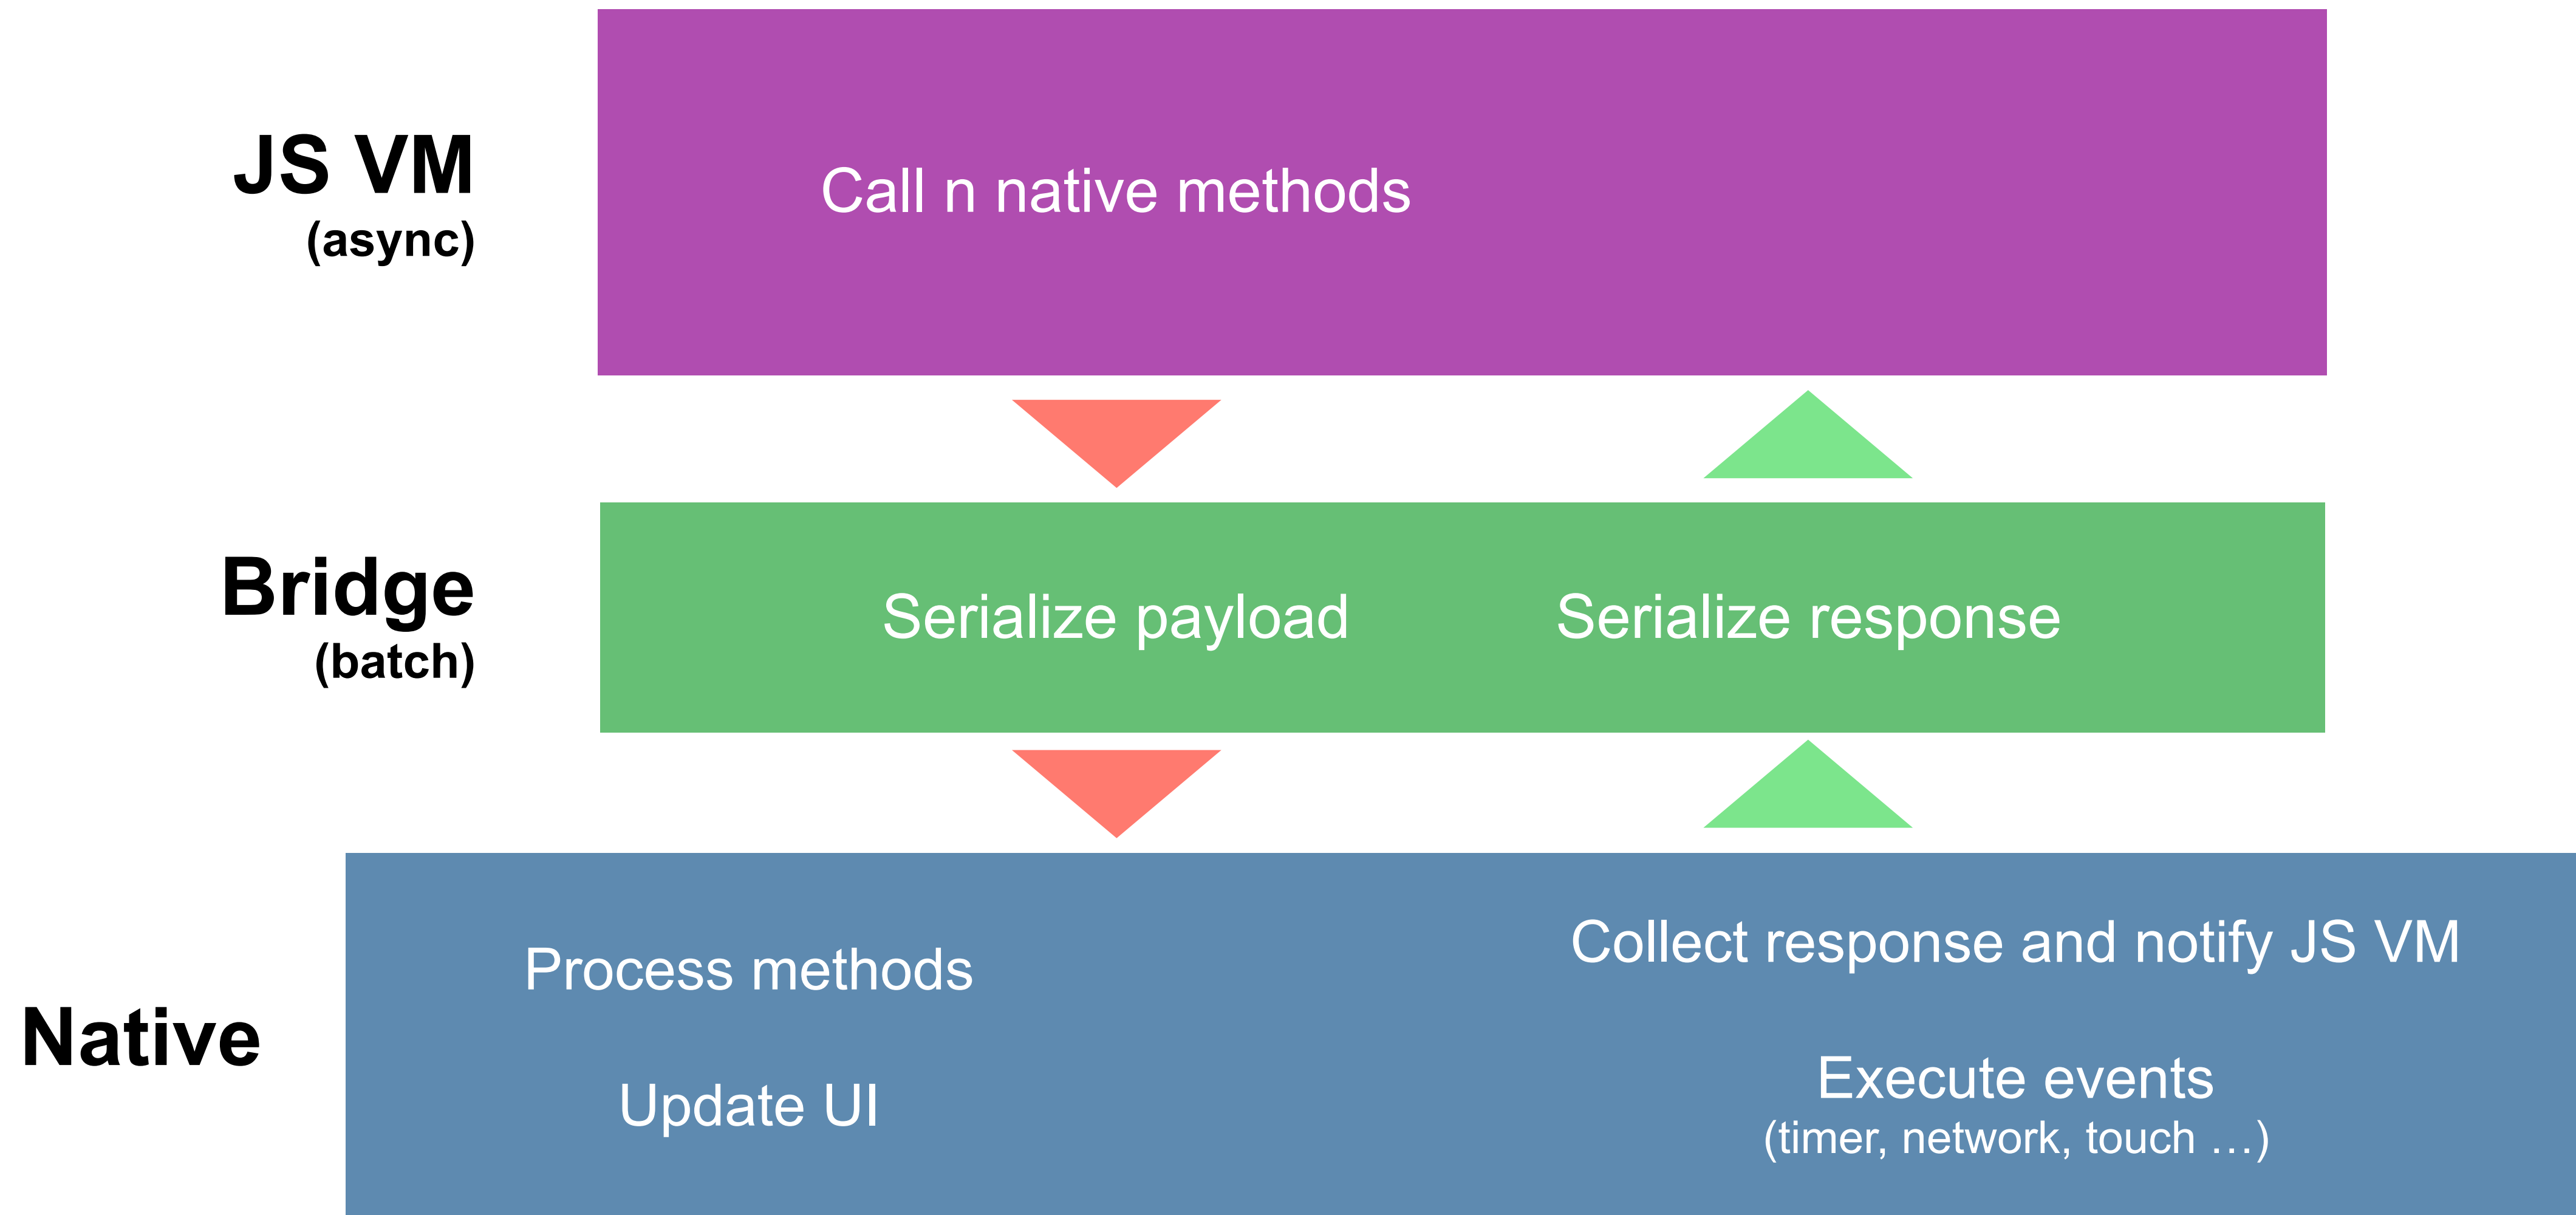 JS VM
(async)
Call n native methods
Bridge
(batch)
Serialize payload
Serialize response
Native
Process methods
Update UI
Collect response and notify JS VM
Execute events
(timer, network, touch …)